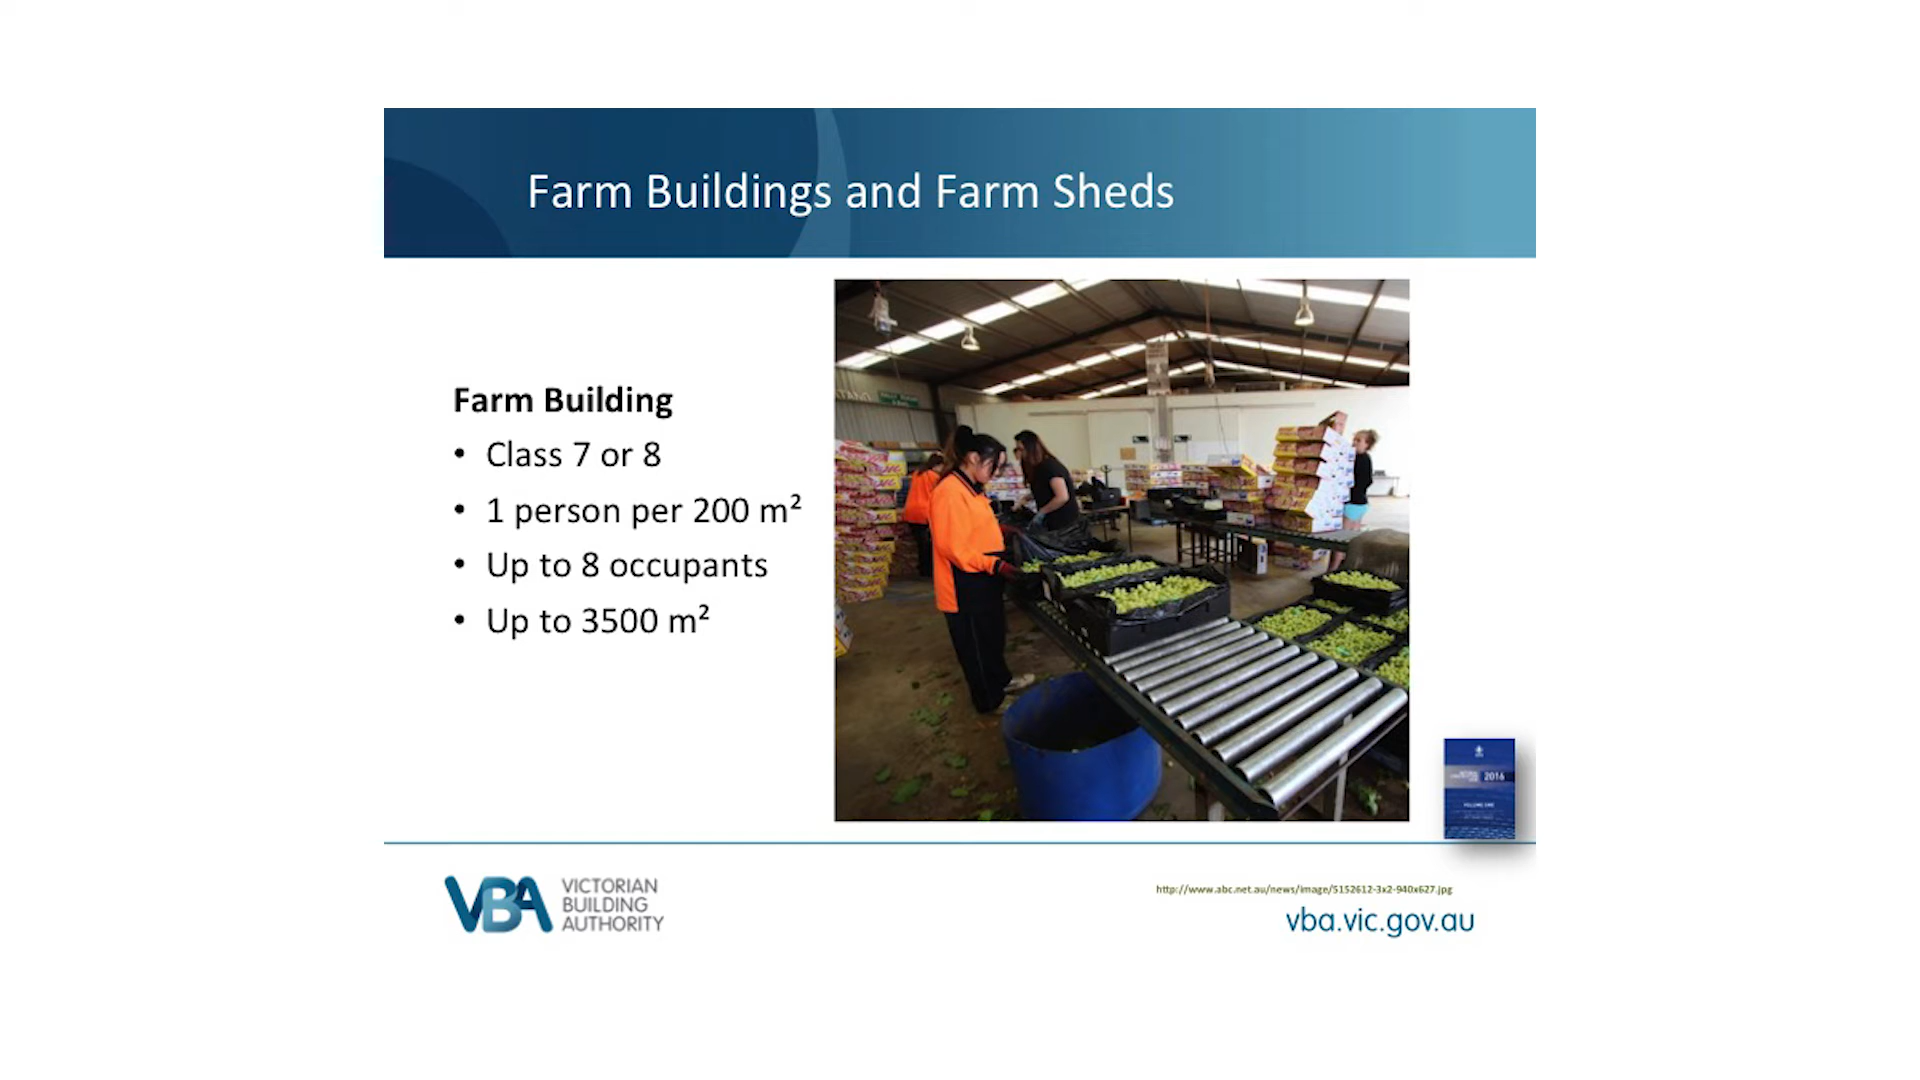 Farm Buildings and Farm Sheds
Farm Building
• Class 7 or 8
• 1 person per 200 m²
• Up to 8 occupants
• Up to 3500 m²
2016
VOLUME ONE
VBA VICTORIAN
BUILDING
AUTHORITY
http://www.abc.net.au/news/image/5152612-3x2-940x627.jpg
vba.vic.gov.au